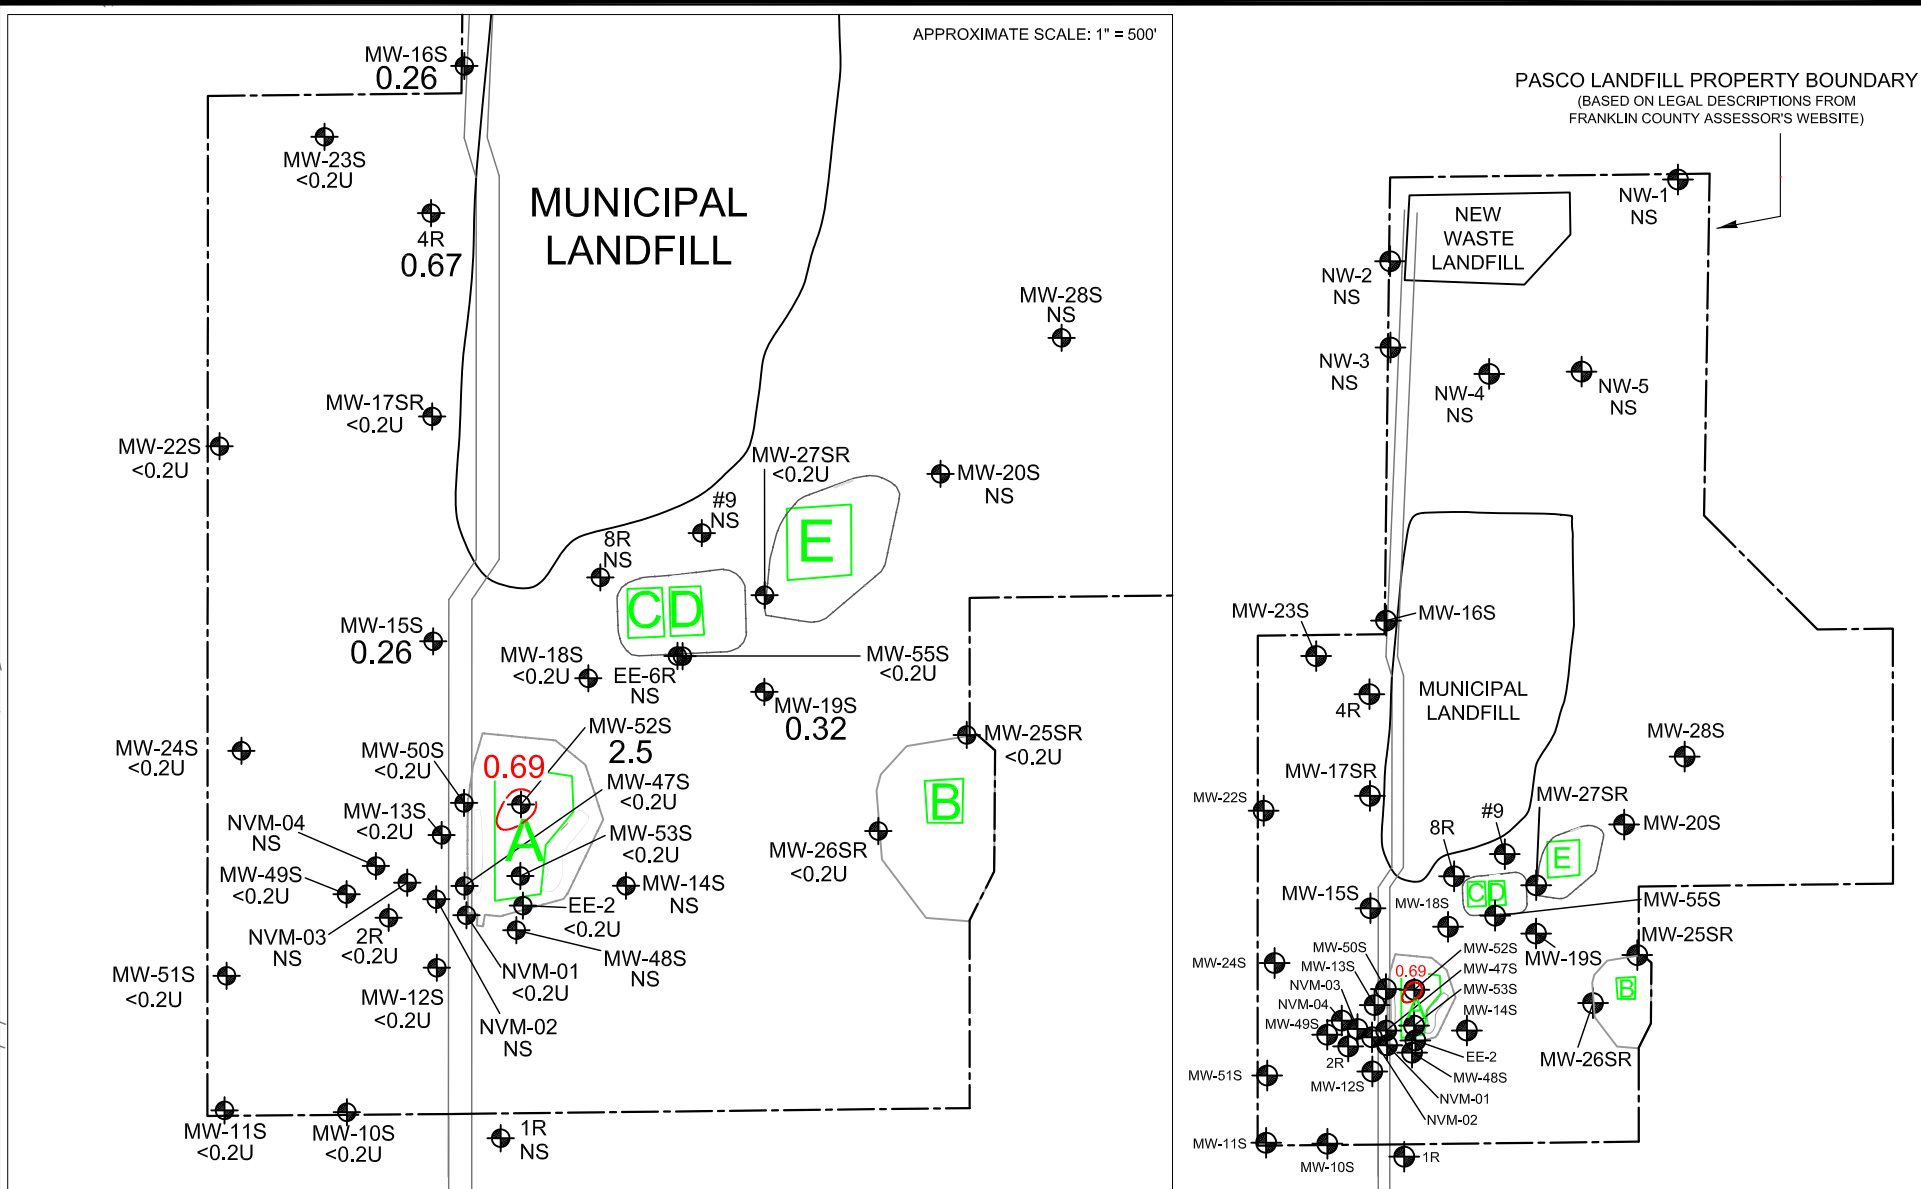 APPROXIMATE SCALE: 1" = 500'
MW-16S
0.26
MW-23S
<0.2U
4R
0.67
MUNICIPAL
LANDFILL
MW-28S
NS
MW-17SR
<0.2U
MW-22S
<0.2U
MW-27SR
<0.2U
MW-20S
NS
#9
NS
8R
NS
E
C D
MW-15S
0.26
MW-18S
<0.2U
EE-6R
NS
MW-55S
<0.2U
MW-19S
0.32
MW-52S
2.5
MW-25SR
<0.2U
MW-24S
<0.2U
MW-50S
<0.2U
0.69
MW-47S
<0.2U
MW-13S
<0.2U
NVM-04
NS
MW-53S
<0.2U
A
B
MW-26SR
<0.2U
MW-49S
<0.2U
MW-14S
NS
EE-2
<0.2U
NVM-03
NS
2R
<0.2U
MW-48S
NS
MW-51S
<0.2U
NVM-01
<0.2U
MW-12S
<0.2U
NVM-02
NS
MW-11S
<0.2U
MW-10S
<0.2U
1R
NS
PASCO LANDFILL PROPERTY BOUNDARY
(BASED ON LEGAL DESCRIPTIONS FROM
FRANKLIN COUNTY ASSESSOR'S WEBSITE)
NW-1
NS
NEW
WASTE
LANDFILL
NW-2
NS
NW-3
NS
NW-4
NS
NW-5
NS
MW-23S
MW-16S
4R
MUNICIPAL
LANDFILL
MW-28S
MW-17SR
MW-22S
MW-27SR
#9
MW-20S
8R
E
C D
MW-15S
MW-18S
MW-55S
MW-25SR
MW-19S
MW-50S
MW-52S
MW-24S
MW-13S
0.69
MW-47S
NVM-03
MW-53S
B
NVM-04
A
MW-14S
MW-49S
2R
EE-2
MW-26SR
MW-51S
MW-12S
MW-48S
NVM-01
NVM-02
MW-11S
MW-10S
1R